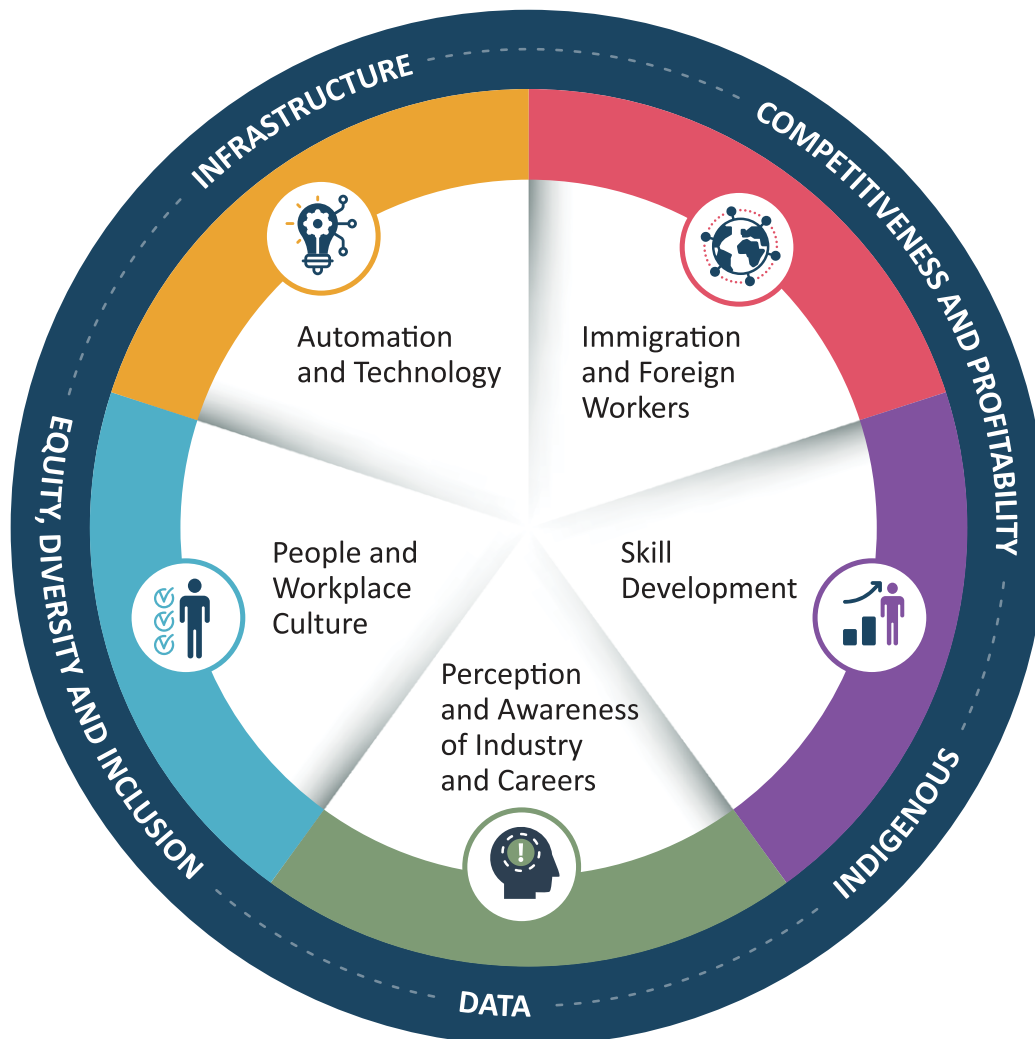 INFRASTRUCTURE
COMPETITIVENESS AND PROFITABILITY
Automation
and Technology
Immigration
and Foreign
Workers
EQUITY, DIVERSITY AND INCLUSION
People and
Workplace
Culture
Skill
Development
Perception
and Awareness
of Industry
and Careers
!
INDIGENOUS
DATA